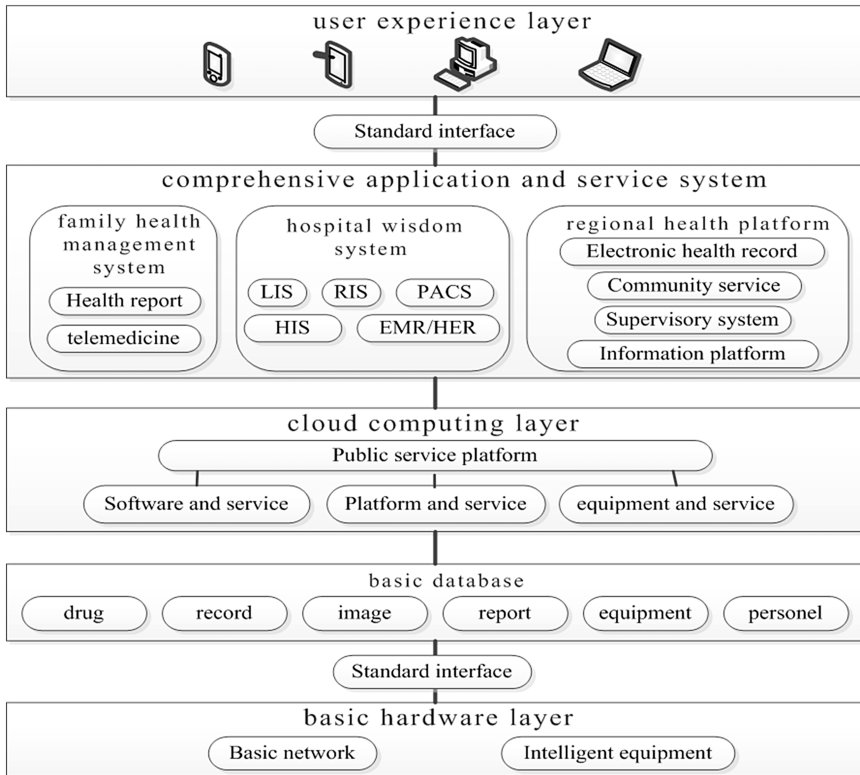 user experience layer
Standard interface
comprehensive application and service system
family health
management
system
Health report
telemedicine
hospital wisdom
system
LIS RIS PACS
HIS EMR/HER
regional health platform
Electronic health record
Community service
Supervisory system
Information platform
cloud computing layer
Public service platform
Software and service Platform and service equipment and service
basic database
drug record image report equipment personel
Standard interface
basic hardware layer
Basic network Intelligent equipment